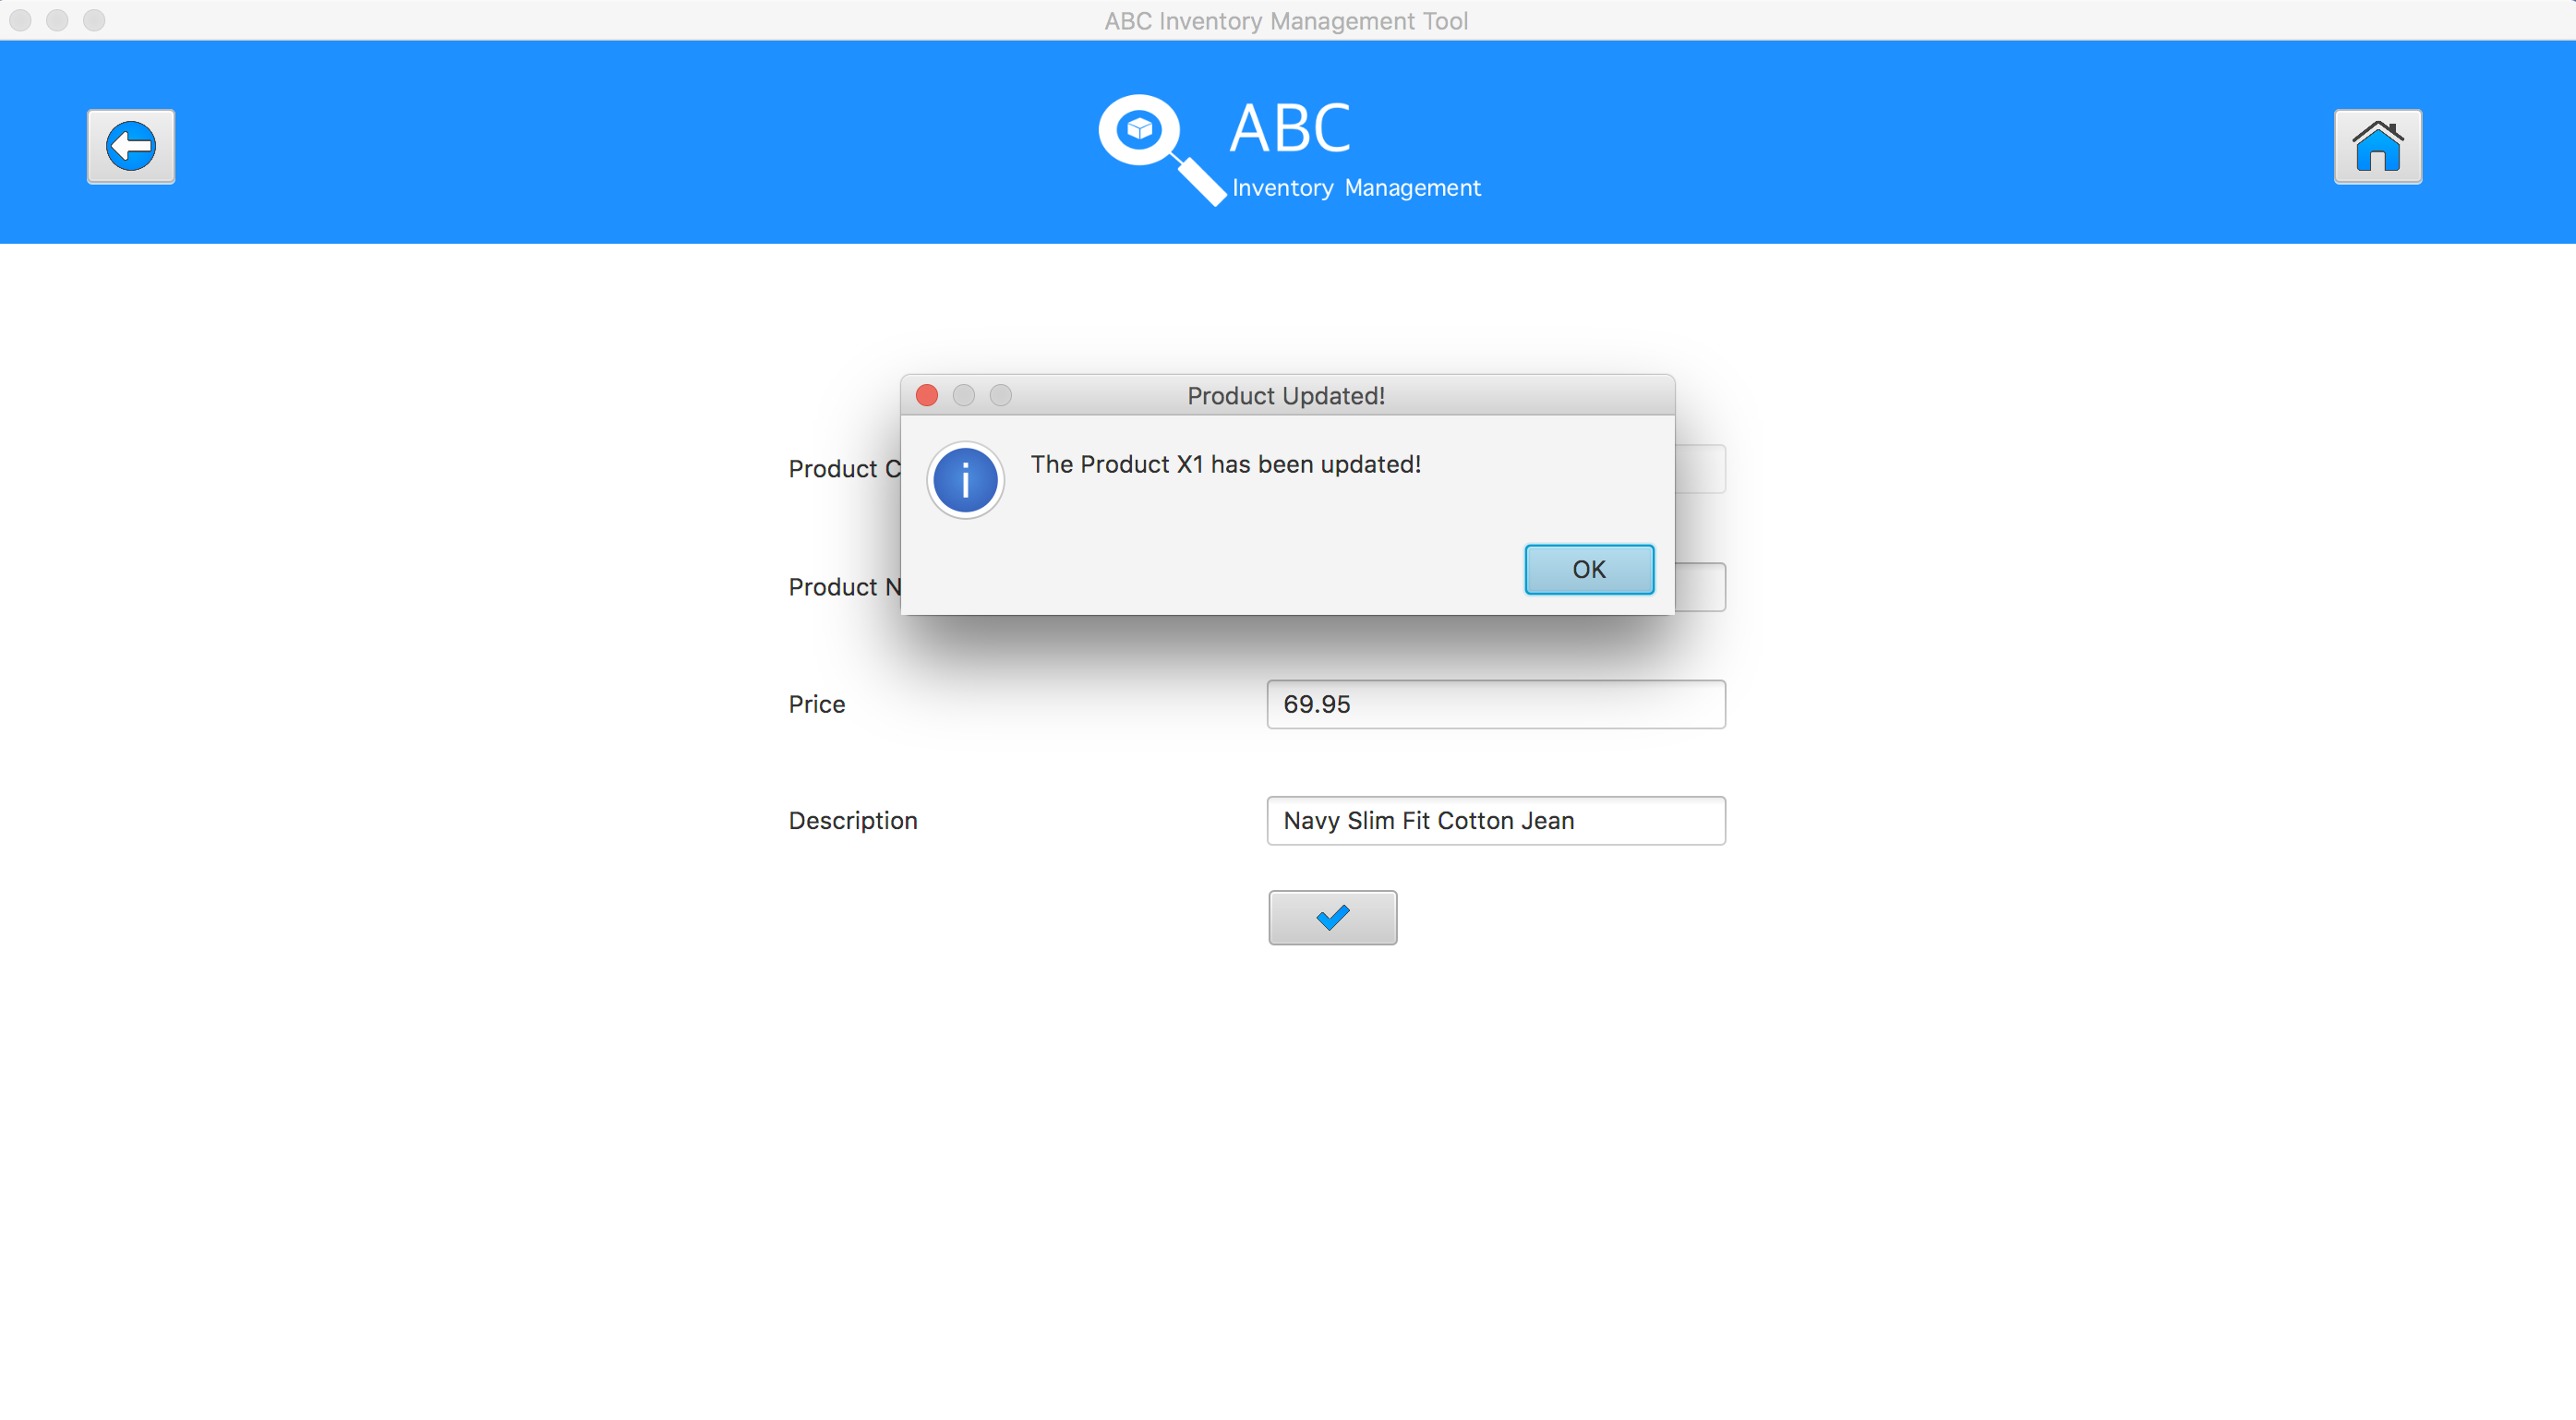 ABC Inventory Management Tool
ABC
Inventory Management
Product Updated!
The Product X1 has been updated!
OK
Product C
Product N
Price
69.95
Description
Navy Slim Fit Cotton Jean